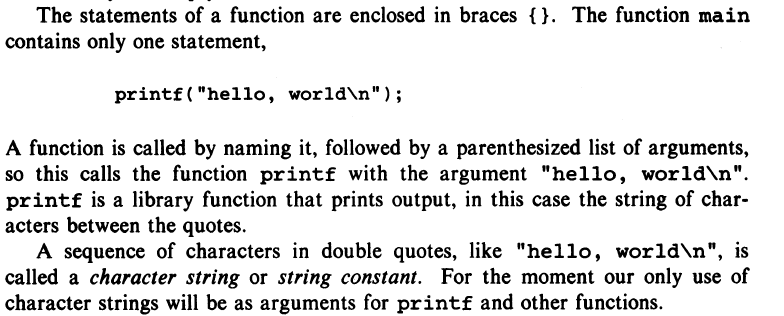 The statements of a function are enclosed in braces {}. The function main
contains only one statement,
printf("hello, world\n");
A function is called by naming it, followed by a parenthesized list of arguments,
so this calls the function printf with the argument "hello, world\n".
printf is a library function that prints output, in this case the string of char-
acters between the quotes.
A sequence of characters in double quotes, like "hello, world\n", is
called a character string or string constant. For the moment our only use of
character strings will be as arguments for printf and other functions.